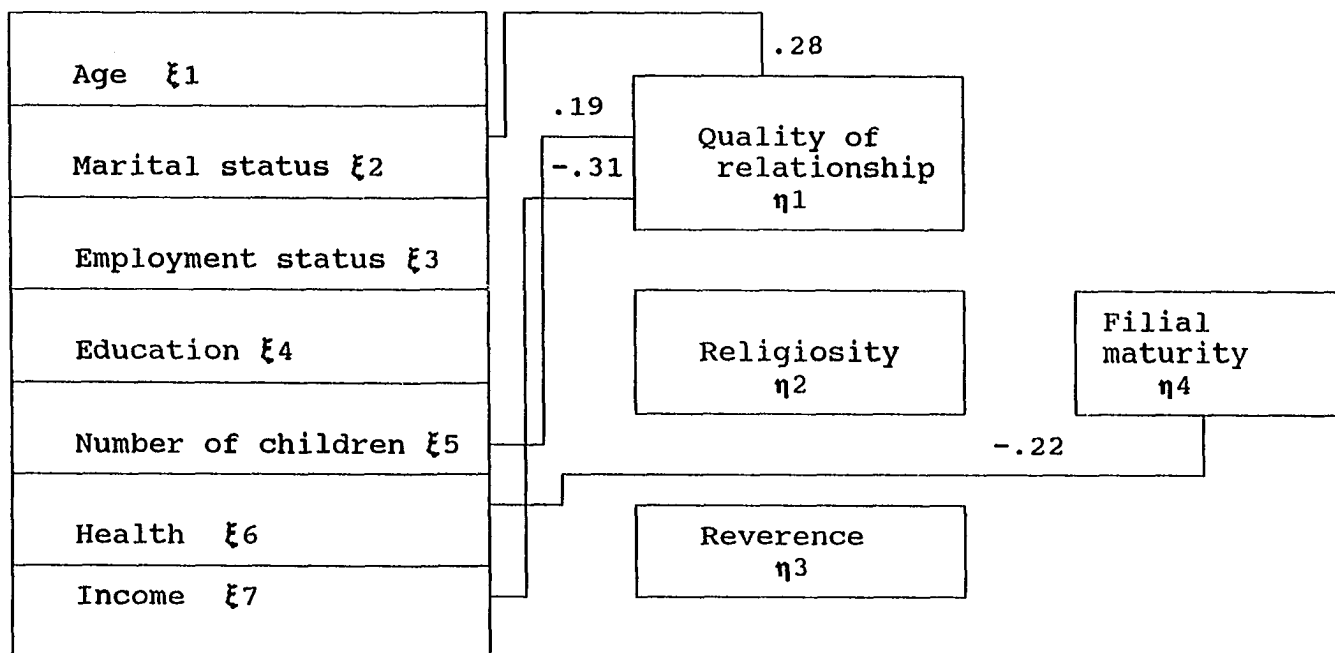 Age ξ1
Marital status ξ2
Employment status ξ3
Education ξ4
Number of children ξ5
Health ξ6
Income ξ7
.28
.19
-.31
Quality of
relationship
η1
Religiosity
η2
Filial
maturity
η4
-.22
Reverence
η3